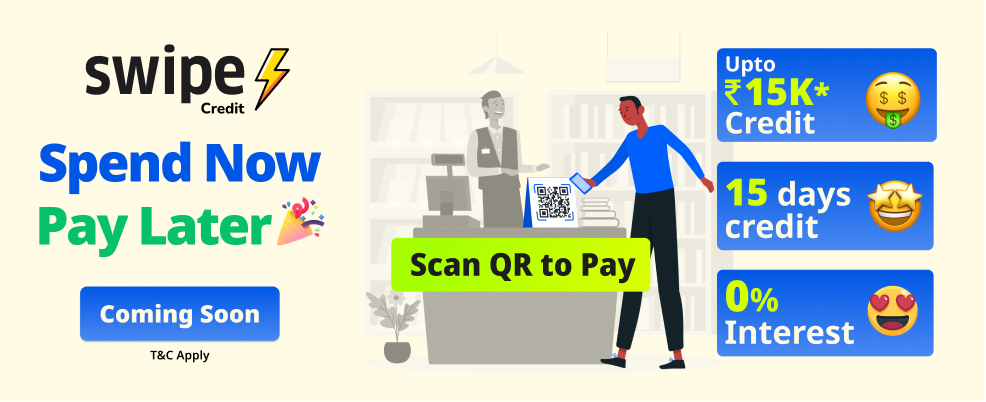 swipe
Credit
Spend Now
Pay Later
Coming Soon
T&C Apply
Scan QR to Pay
Upto
₹15K*
Credit
15 days
credit
0%
Interest